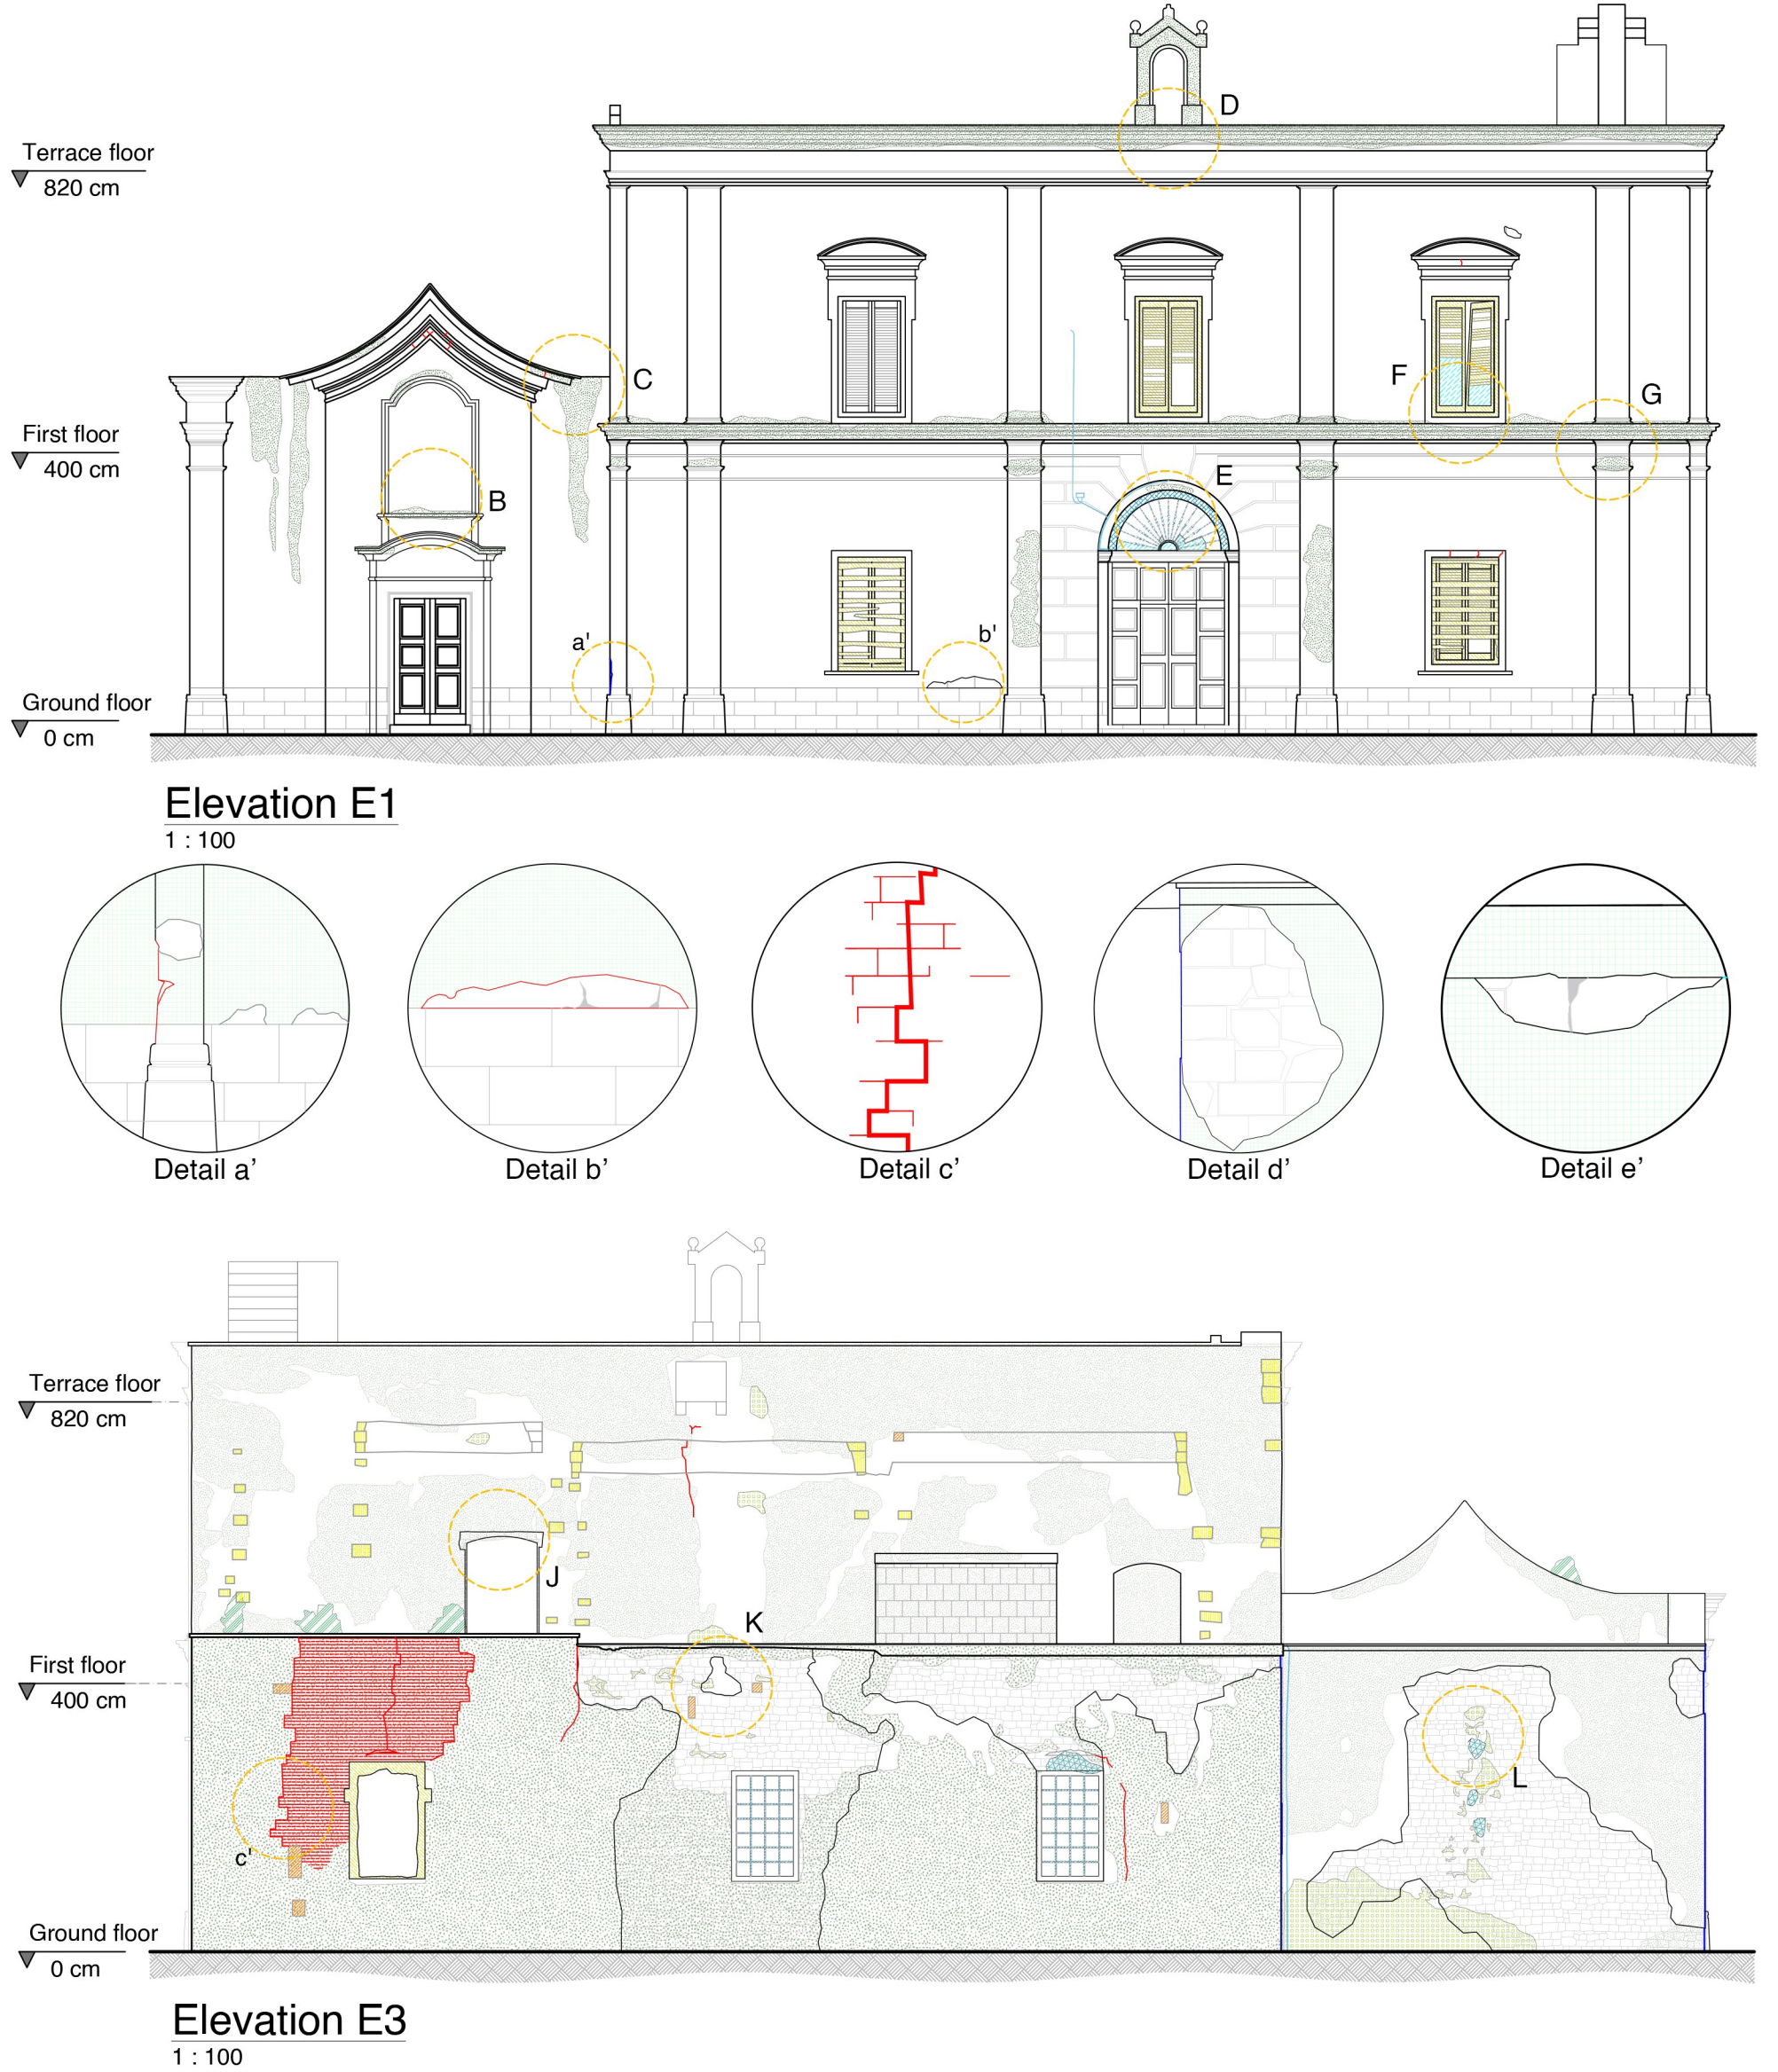 D
Terrace floor
820 cm
C
F
G
First floor
400 cm
B
E
a'
b'
Ground floor
0 cm
Elevation E1
1 : 100
Detail a’
Detail b’
Detail c’
Detail d’
Detail e’
Terrace floor
820 cm
J
K
First floor
400 cm
L
c'
Ground floor
0 cm
Elevation E3
1 : 100